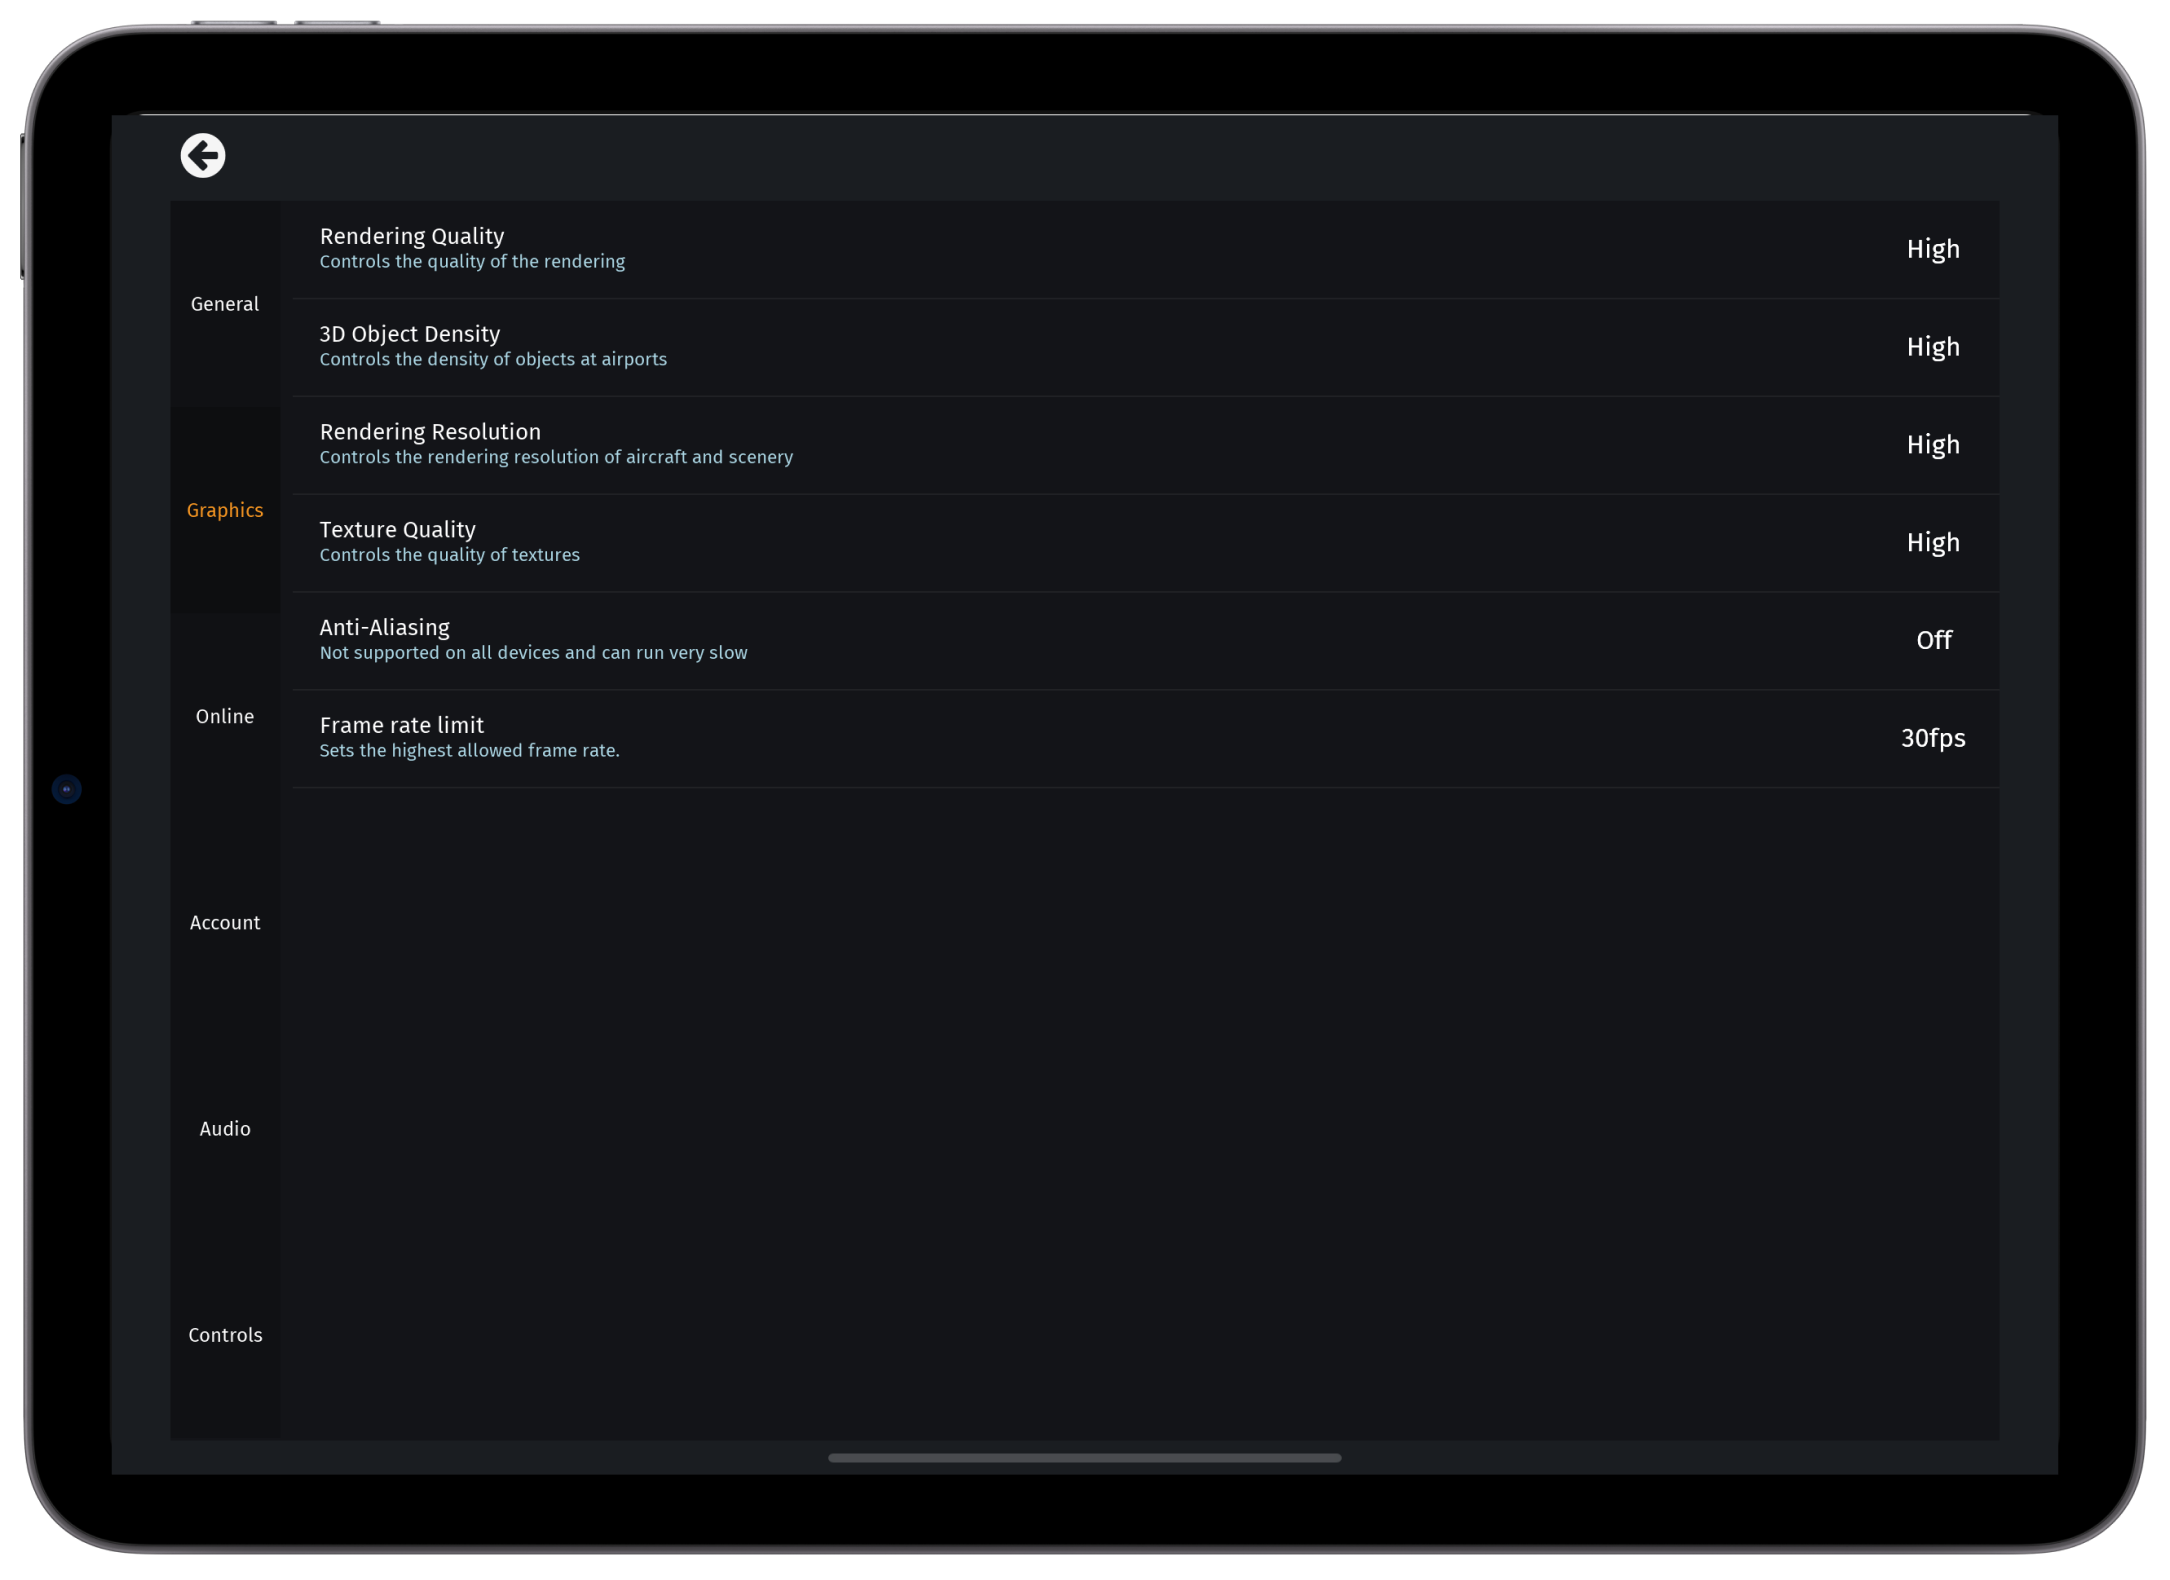 General
Graphics
Online
Account
Audio
Controls
Rendering Quality
Controls the quality of the rendering
High
3D Object Density
Controls the density of objects at airports
High
Rendering Resolution
Controls the rendering resolution of aircraft and scenery
High
Texture Quality
Controls the quality of textures
High
Anti-Aliasing
Not supported on all devices and can run very slow
Off
Frame rate limit
Sets the highest allowed frame rate.
30fps